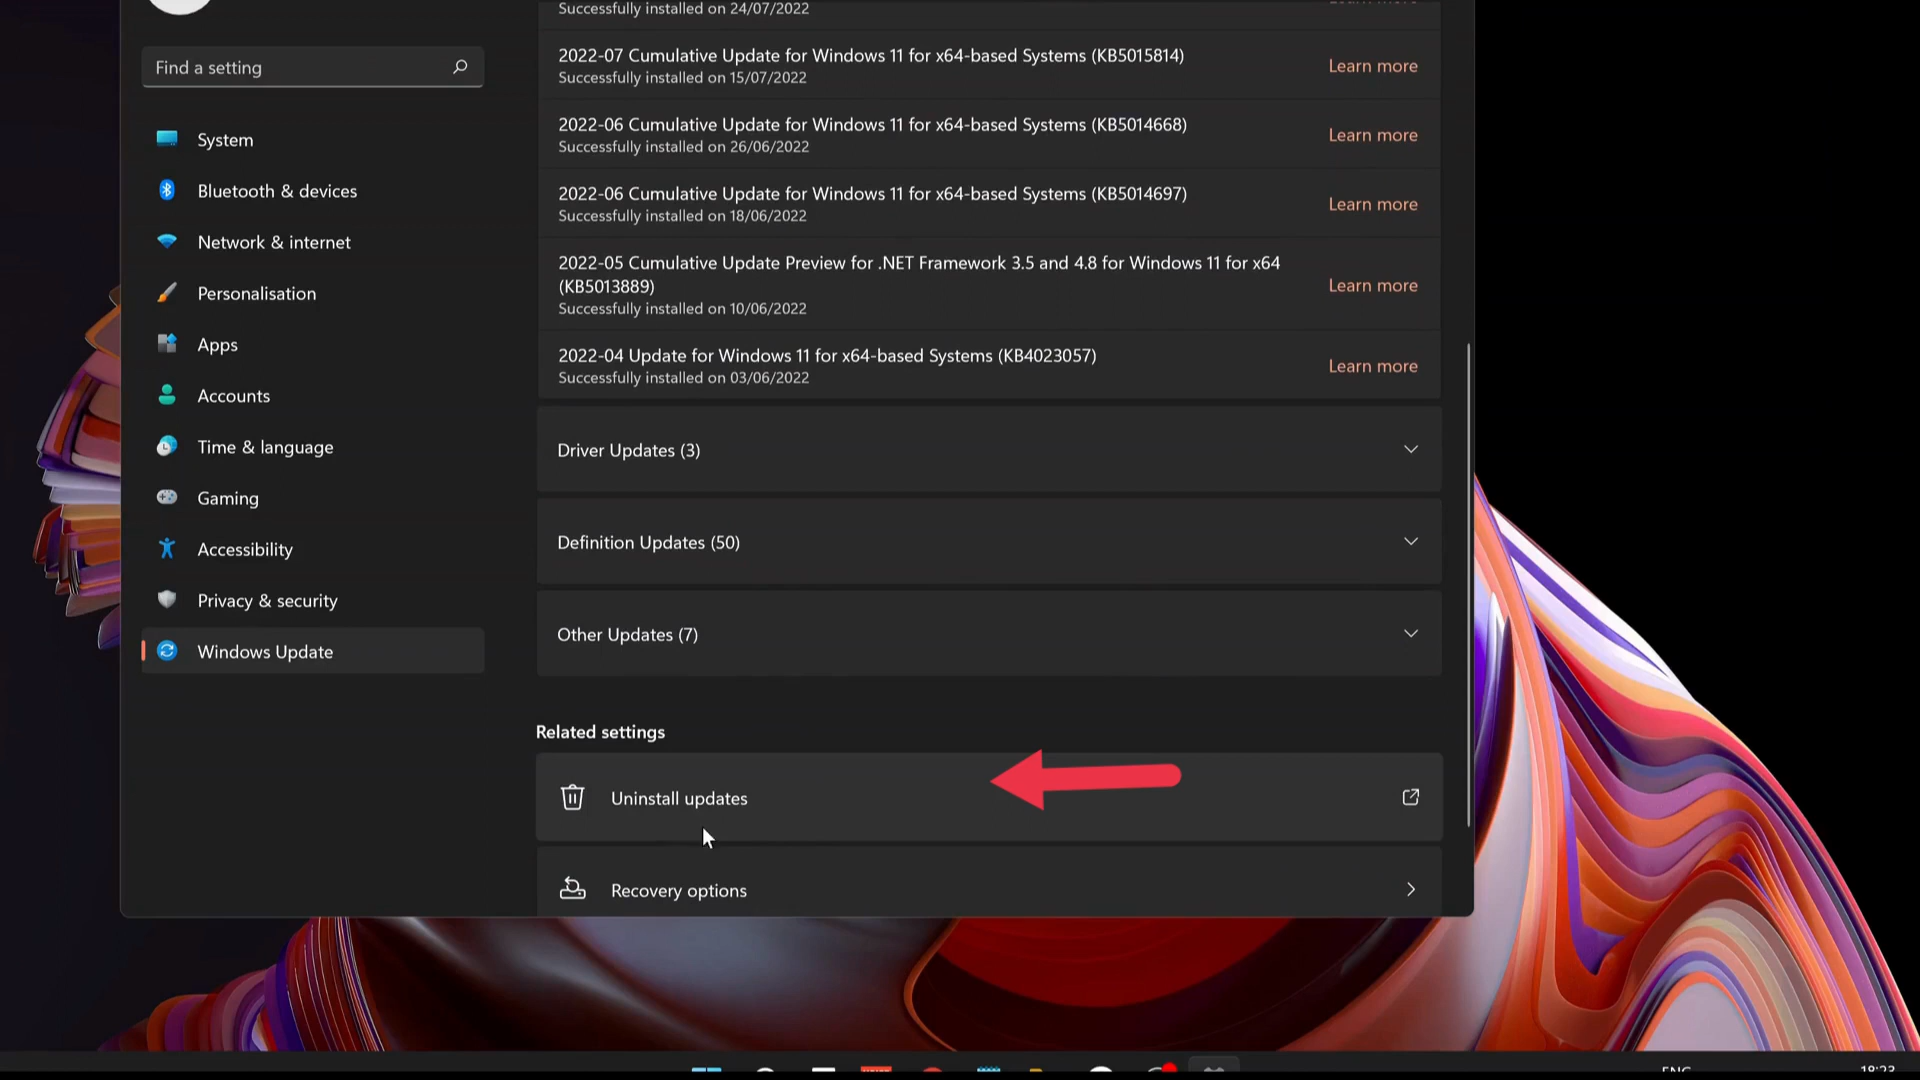 Successfully installed on 24/07/2022
Find a setting
2022-07 Cumulative Update for Windows 11 for x64-based Systems (KB5015814)
Successfully installed on 15/07/2022
Learn more
System
2022-06 Cumulative Update for Windows 11 for x64-based Systems (KB5014668)
Successfully installed on 26/06/2022
Learn more
Bluetooth & devices
2022-06 Cumulative Update for Windows 11 for x64-based Systems (KB5014697)
Successfully installed on 18/06/2022
Learn more
Network & internet
2022-05 Cumulative Update Preview for .NET Framework 3.5 and 4.8 for Windows 11 for x64
(KB5013889)
Successfully installed on 10/06/2022
Learn more
Personalisation
Apps
2022-04 Update for Windows 11 for x64-based Systems (KB4023057)
Successfully installed on 03/06/2022
Learn more
Accounts
Time & language
Driver Updates (3)
Gaming
Accessibility
Definition Updates (50)
Privacy & security
Other Updates (7)
Windows Update
Related settings
Uninstall updates
Recovery options
ENG
18:23